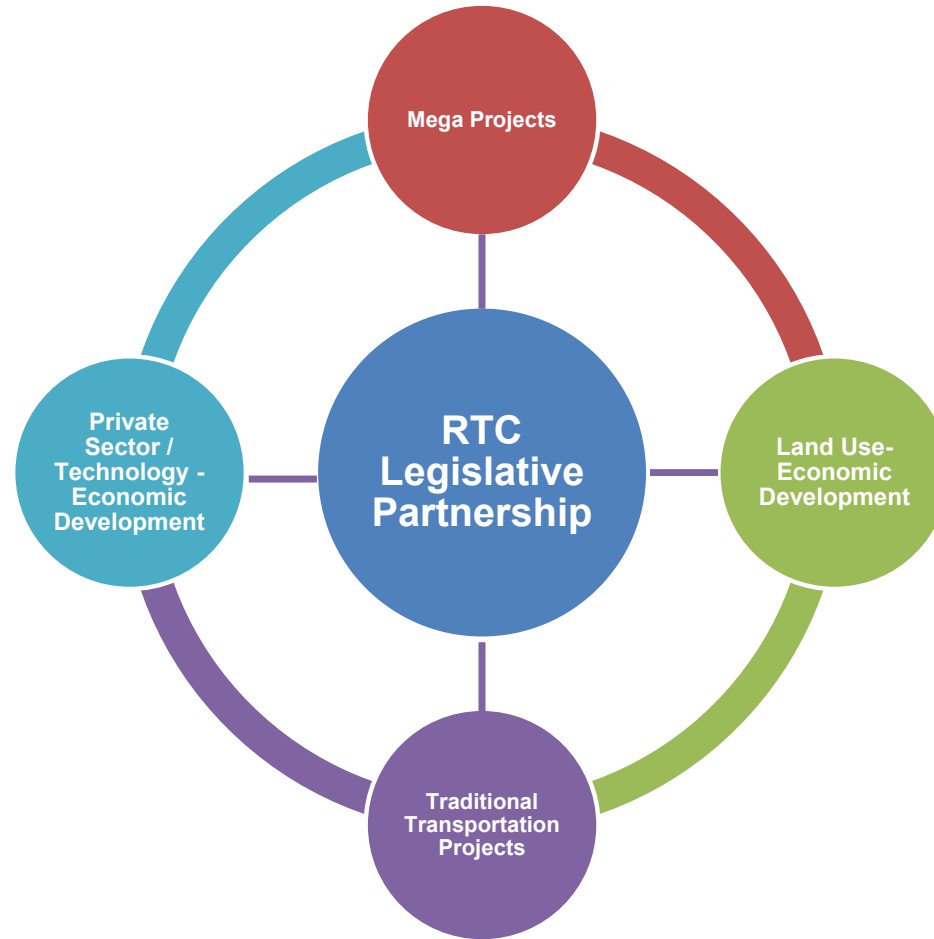 Mega Projects
Private
Sector /
Technology -
Economic
Development
RTC
Legislative
Partnership
Land Use-
Economic
Development
Traditional
Transportation
Projects